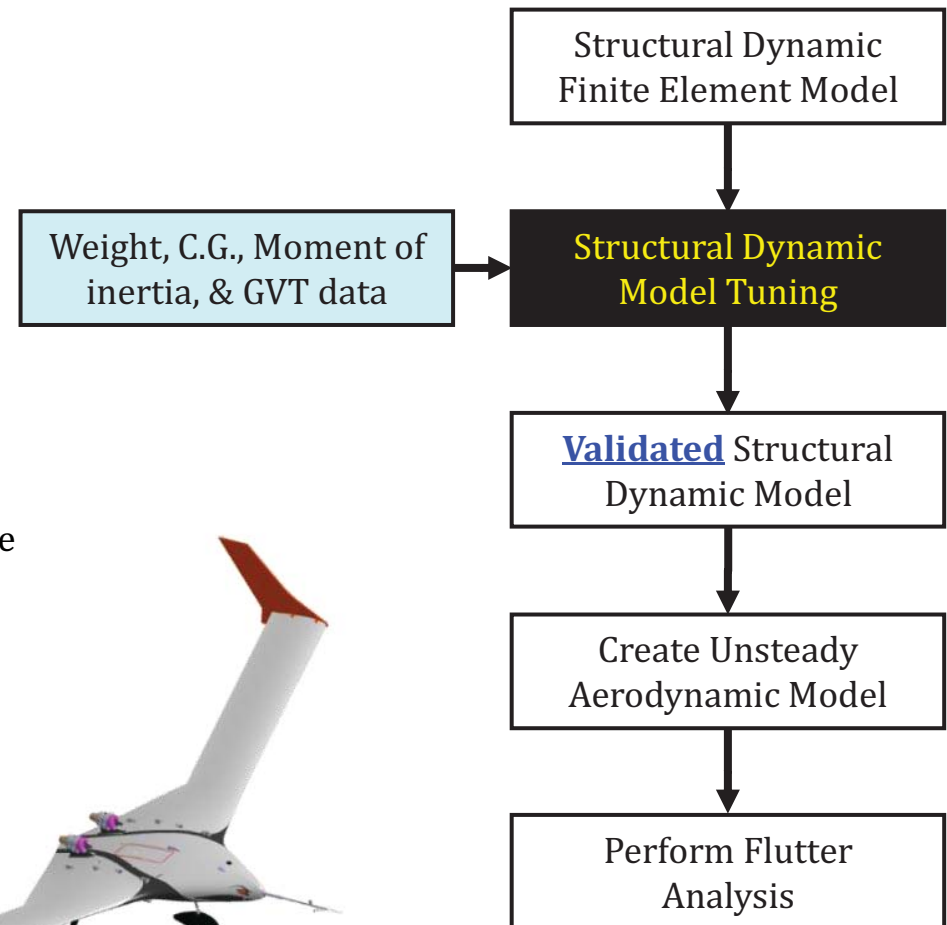 Structural Dynamic
Finite Element Model
Weight, C.G., Moment of
inertia, & GVT data
Structural Dynamic
Model Tuning
Validated Structural
Dynamic Model
e
Create Unsteady
Aerodynamic Model
Perform Flutter
Analysis